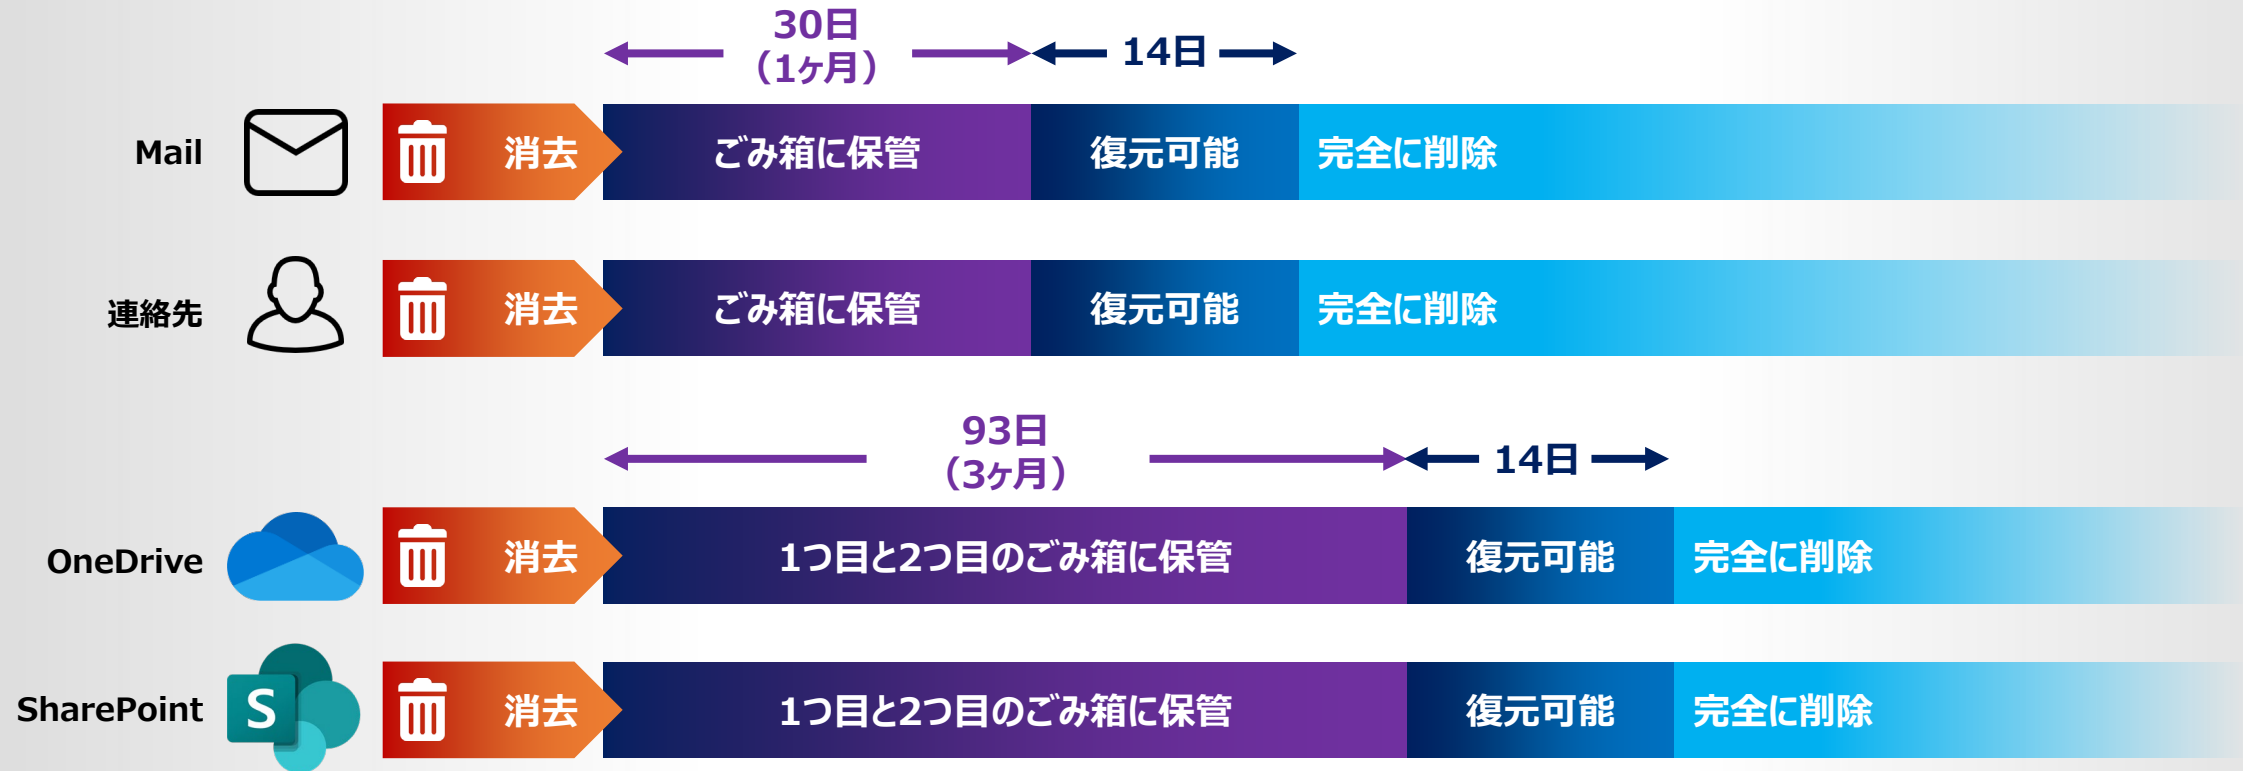 30日
(1ヶ月)
14日
Mail
消去
ごみ箱に保管
復元可能
完全に削除
連絡先
消去
ごみ箱に保管
復元可能
完全に削除
93日
(3ヶ月)
14日
OneDrive
消去
1つ目と2つ目のごみ箱に保管
復元可能
完全に削除
SharePoint
S
消去
1つ目と2つ目のごみ箱に保管
復元可能
完全に削除